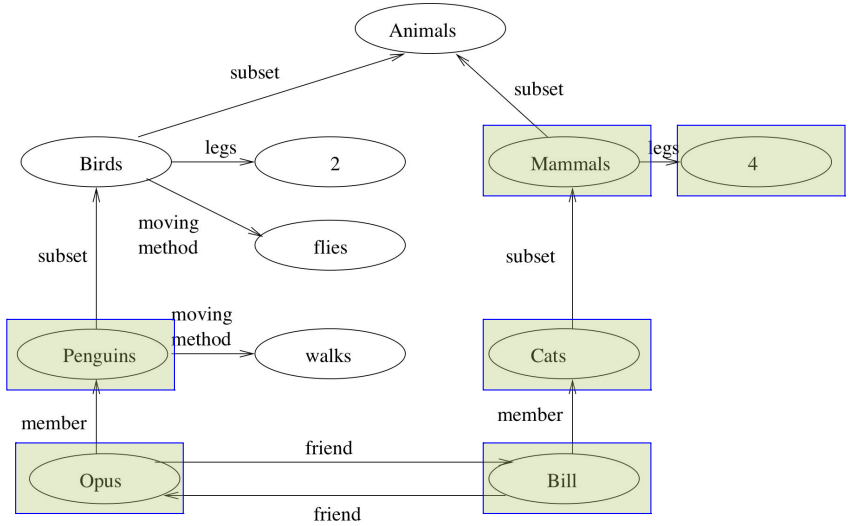 Animals
subset
subset
Birds
legs
2
Mammals
legs
4
moving
method
flies
subset
subset
moving
method
Penguins
walks
Cats
member
member
friend
Opus
Bill
friend